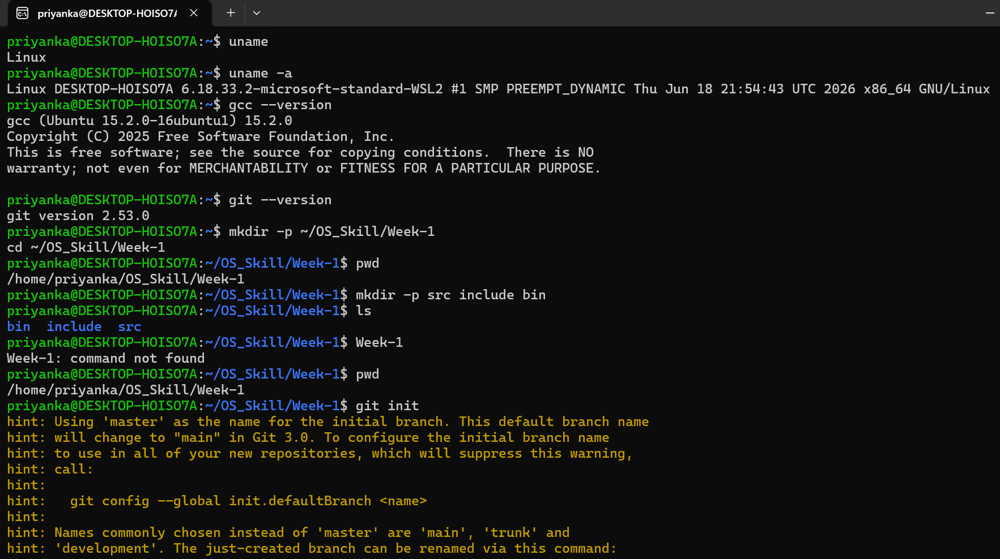 priyanka@DESKTOP-HOISO7A
priyanka@DESKTOP-HOISO7A:~$ uname
Linux
priyanka@DESKTOP-HOISO7A:~$ uname -a
Linux DESKTOP-HOISO7A 6.18.33.2-microsoft-standard-WSL2 #1 SMP PREEMPT_DYNAMIC Thu Jun 18 21:54:43 UTC 2026 x86_64 GNU/Linux
priyanka@DESKTOP-HOISO7A:~$ gcc --version
gcc (Ubuntu 15.2.0-16ubuntu1) 15.2.0
Copyright (C) 2025 Free Software Foundation, Inc.
This is free software; see the source for copying conditions.  There is NO
warranty; not even for MERCHANTABILITY or FITNESS FOR A PARTICULAR PURPOSE.

priyanka@DESKTOP-HOISO7A:~$ git --version
git version 2.53.0
priyanka@DESKTOP-HOISO7A:~$ mkdir -p ~/OS_Skill/Week-1
cd ~/OS_Skill/Week-1
priyanka@DESKTOP-HOISO7A:~/OS_Skill/Week-1$ pwd
/home/priyanka/OS_Skill/Week-1
priyanka@DESKTOP-HOISO7A:~/OS_Skill/Week-1$ mkdir -p src include bin
priyanka@DESKTOP-HOISO7A:~/OS_Skill/Week-1$ ls
bin  include  src
priyanka@DESKTOP-HOISO7A:~/OS_Skill/Week-1$ Week-1
Week-1: command not found
priyanka@DESKTOP-HOISO7A:~/OS_Skill/Week-1$ pwd
/home/priyanka/OS_Skill/Week-1
priyanka@DESKTOP-HOISO7A:~/OS_Skill/Week-1$ git init
hint: Using 'master' as the name for the initial branch. This default branch name
hint: will change to "main" in Git 3.0. To configure the initial branch name
hint: to use in all of your new repositories, which will suppress this warning,
hint: call:
hint:
hint:   git config --global init.defaultBranch <name>
hint:
hint: Names commonly chosen instead of 'master' are 'main', 'trunk' and
hint: 'development'. The just-created branch can be renamed via this command: